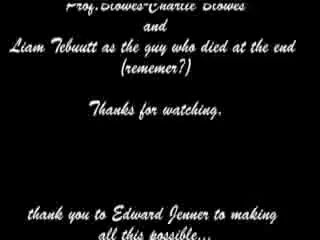 Prof.Blowes-Charlie Blowes
and
Liam Tebuutt as the guy who died at the end
(rememer?)
Thanks for watching.
thank you to Edward Jenner to making
all this possible...